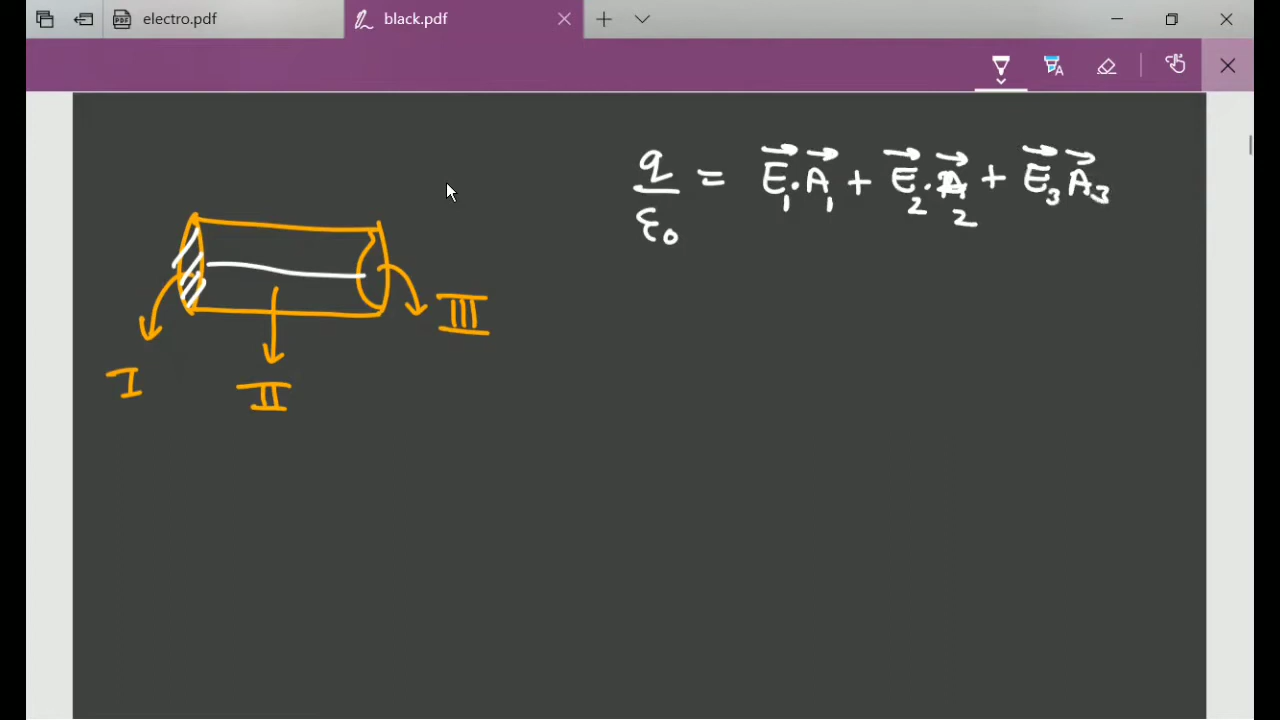 electro.pdf
black.pdf
q/ε₀ = E⃗₁·A⃗₁ + E⃗₂·A⃗₂ + E⃗₃A⃗₃
III
I
II